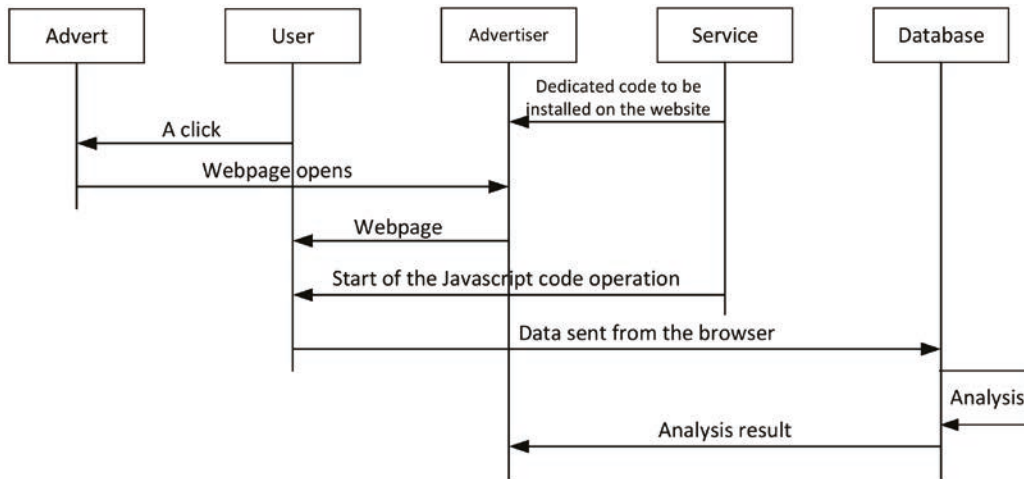 Advert
User
Advertiser
Service
Database
Dedicated code to be
installed on the website
A click
Webpage opens
Webpage
Start of the Javascript code operation
Data sent from the browser
Analysis
Analysis result